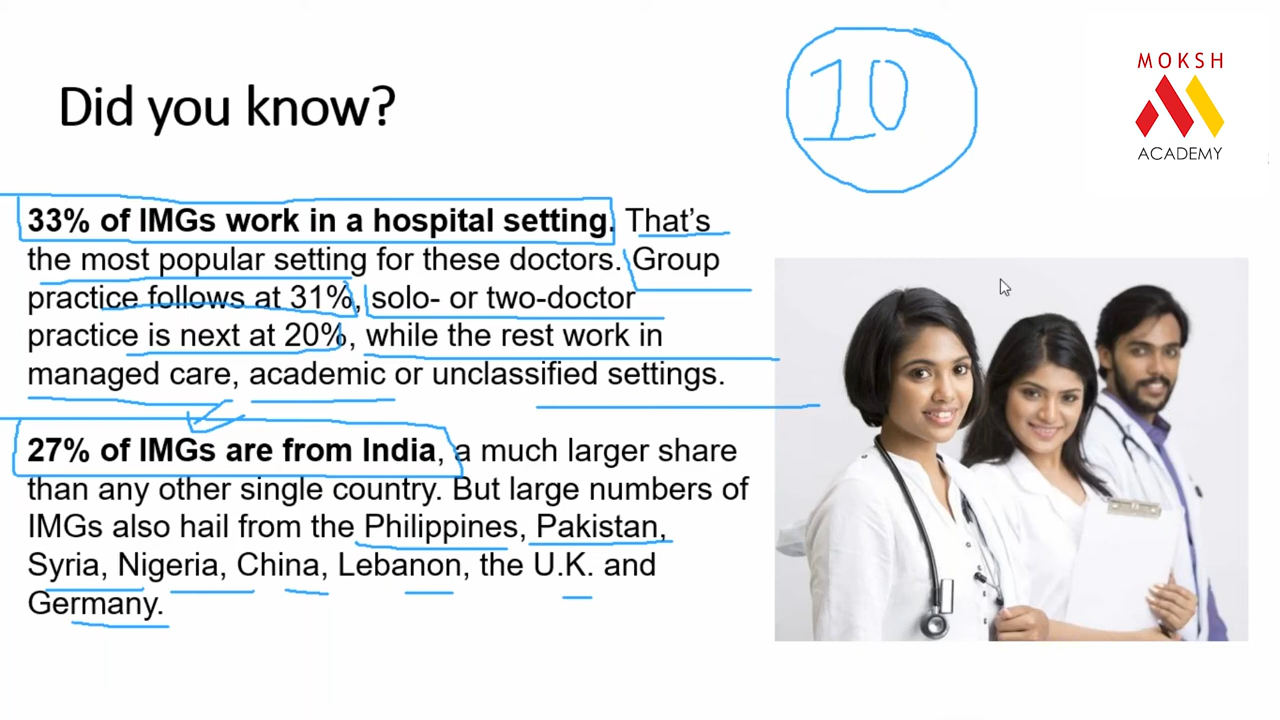 Did you know?
10
MOKSH
ACADEMY
33% of IMGs work in a hospital setting. That’s
the most popular setting for these doctors. Group
practice follows at 31%, solo- or two-doctor
practice is next at 20%, while the rest work in
managed care, academic or unclassified settings.
27% of IMGs are from India, a much larger share
than any other single country. But large numbers of
IMGs also hail from the Philippines, Pakistan,
Syria, Nigeria, China, Lebanon, the U.K. and
Germany.